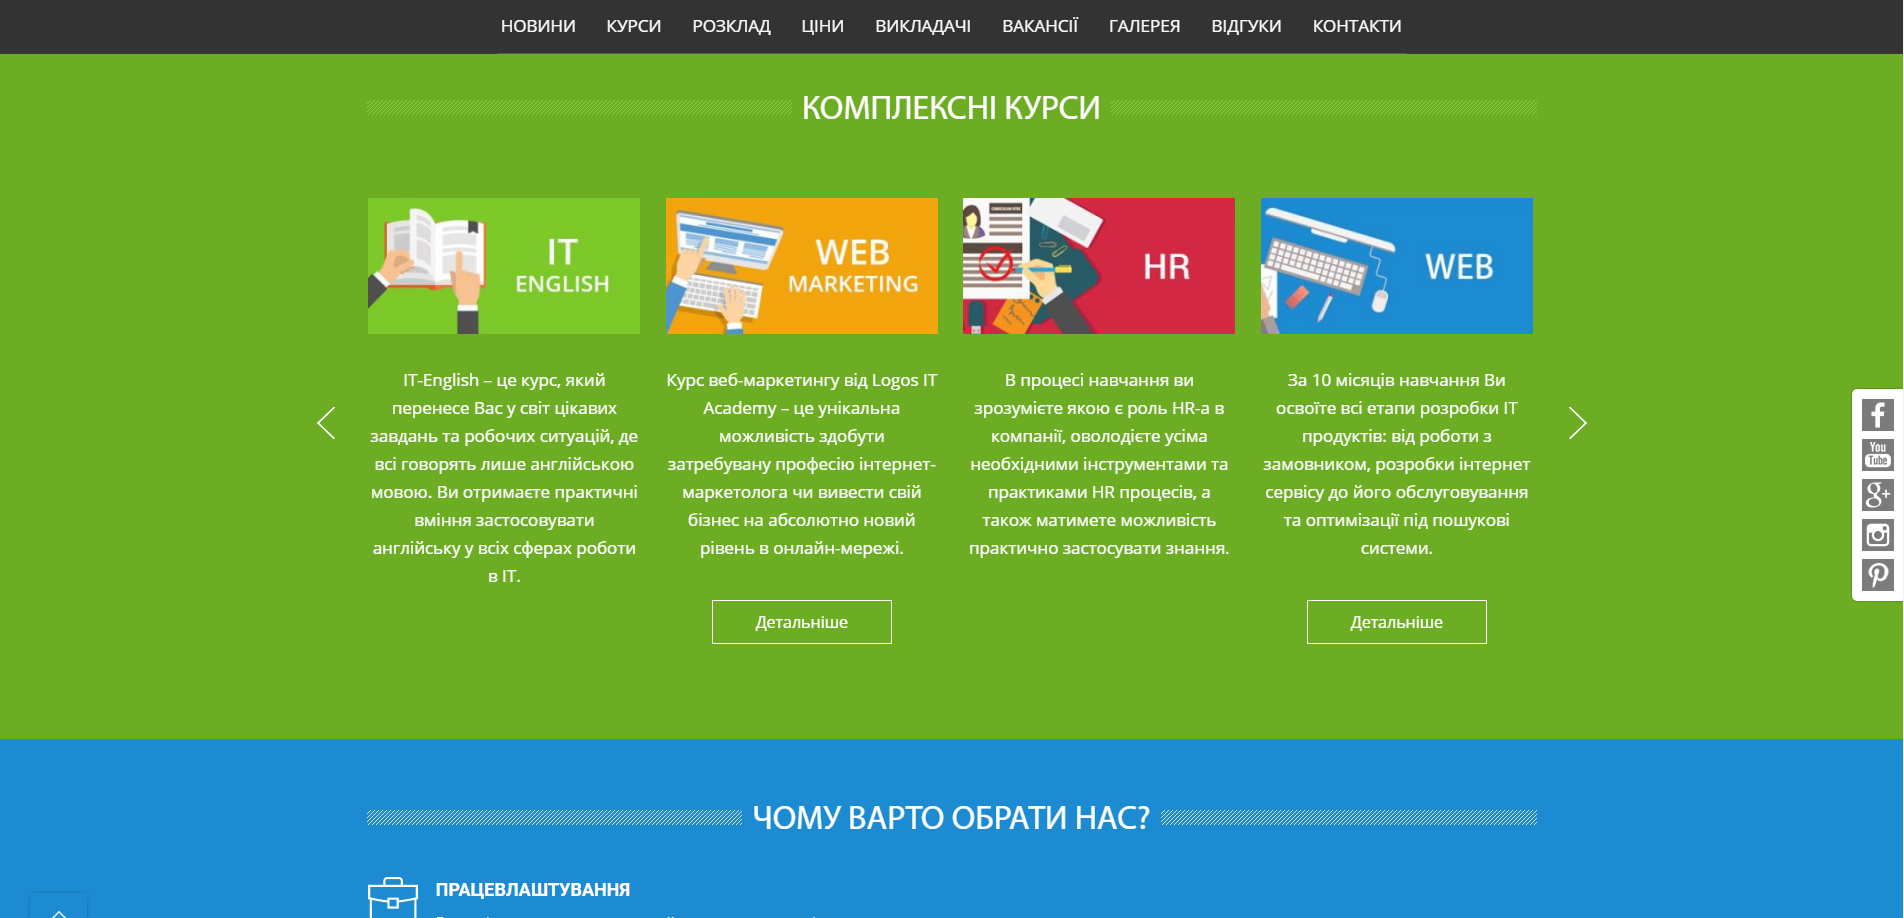 НОВИНИ КУРСИ РОЗКЛАД ЦІНИ ВИКЛАДАЧІ ВАКАНСІЇ ГАЛЕРЕЯ ВІДГУКИ КОНТАКТИ
КОМПЛЕКСНІ КУРСИ
IT
ENGLISH
IT-English – це курс, який
перенесе Вас у світ цікавих
завдань та робочих ситуацій, де
всі говорять лише англійською
мовою. Ви отримаєте практичні
вміння застосовувати
англійську у всіх сферах роботи
в IT.
WEB
MARKETING
Курс веб-маркетингу від Logos IT
Academy – це унікальна
можливість здобути
затребувану професію інтернет-
маркетолога чи вивести свій
бізнес на абсолютно новий
рівень в онлайн-мережі.
Детальніше
HR
В процесі навчання ви
зрозумієте якою є роль HR-а в
компанії, оволодієте усіма
необхідними інструментами та
практиками HR процесів, а
також матимете можливість
практично застосувати знання.
WEB
За 10 місяців навчання Ви
освоїте всі етапи розробки IT
продуктів: від роботи з
замовником, розробки інтернет
сервісу до його обслуговування
та оптимізації під пошукові
системи.
Детальніше
You
Tube
g+
ЧОМУ ВАРТО ОБРАТИ НАС?
ПРАЦЕВЛАШТУВАННЯ